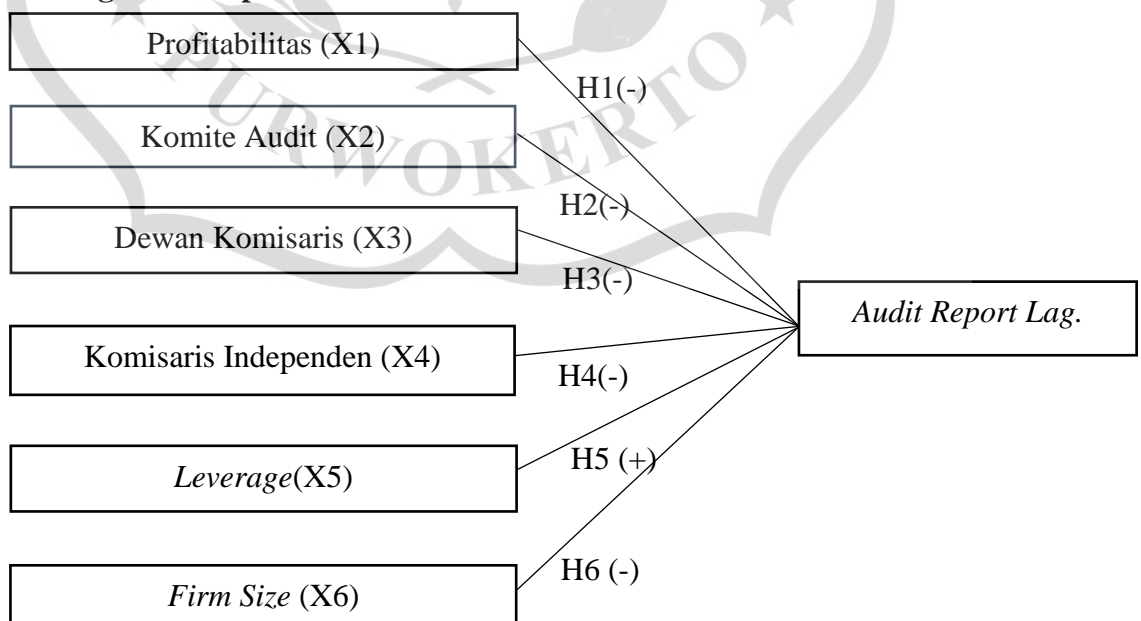 Profitabilitas (X1)
H1(-)
Komite Audit (X2)
H2(-)
Dewan Komisaris (X3)
H3(-)
Audit Report Lag.
Komisaris Independen (X4)
H4(-)
Leverage(X5)
H5 (+)
Firm Size (X6)
H6 (-)
PURWOKERTO